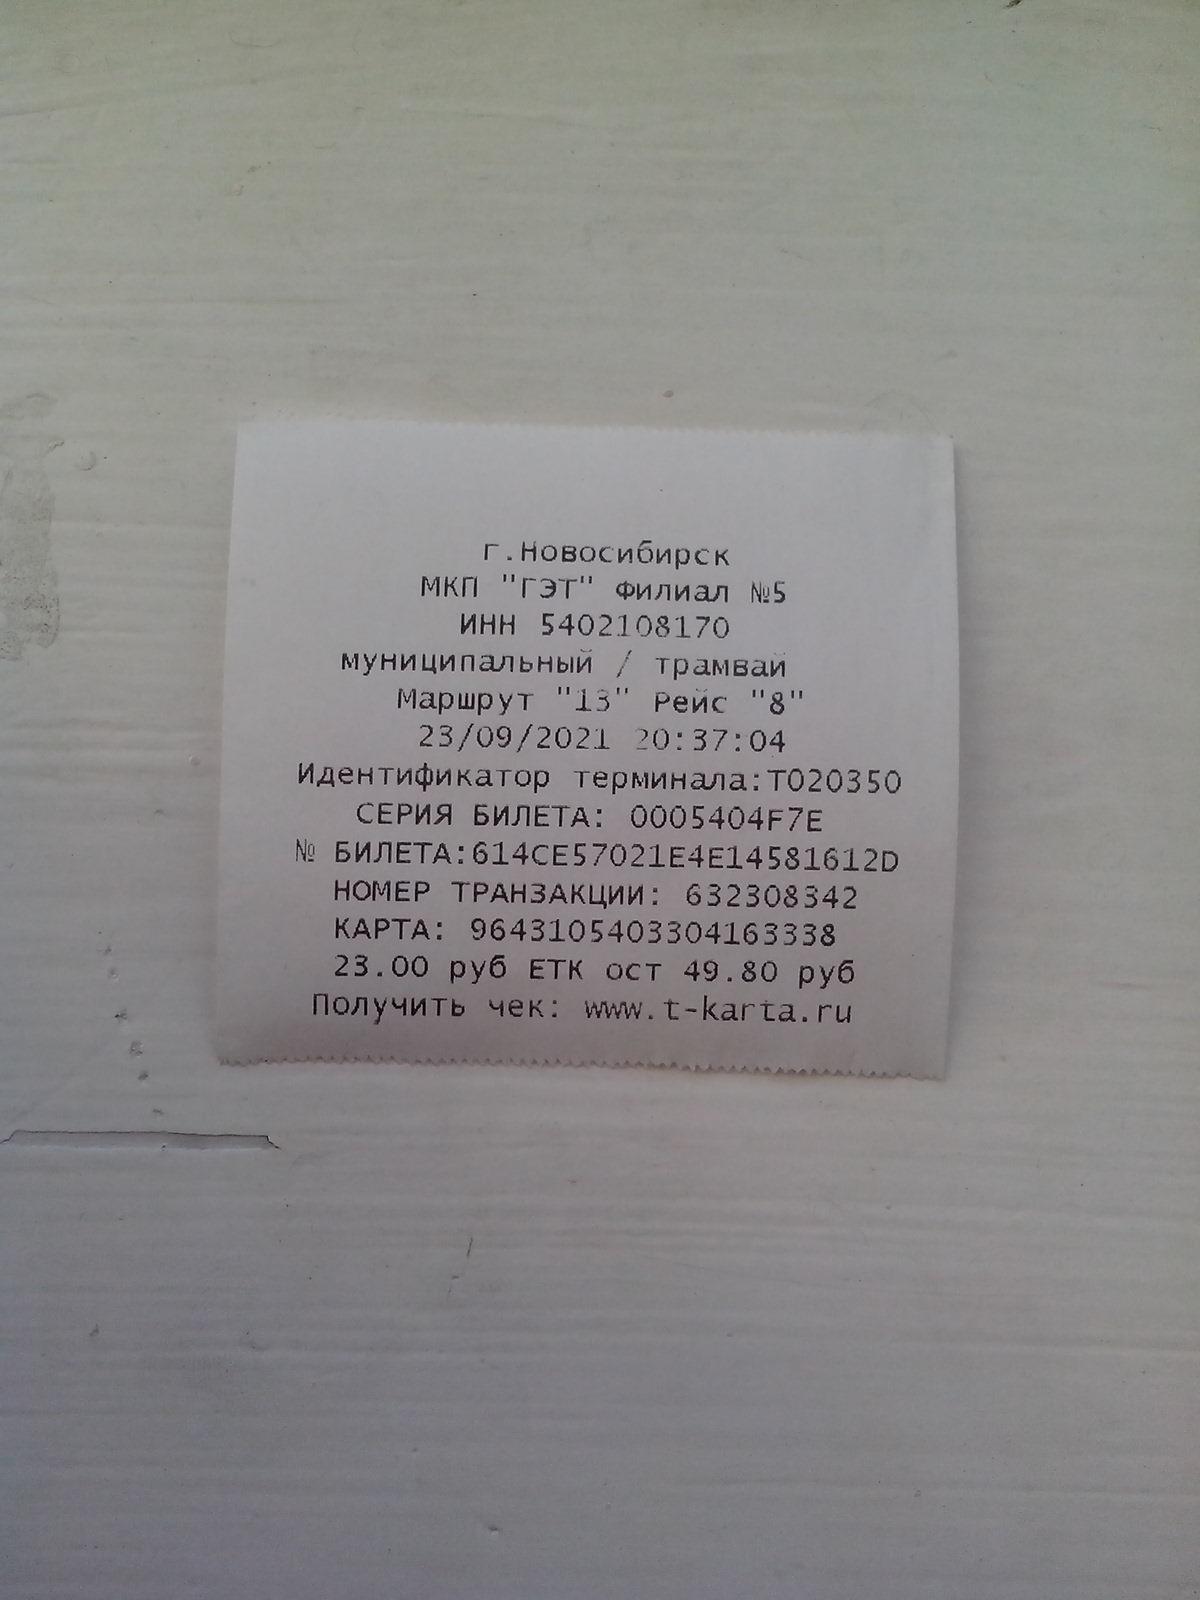 г.Новосибирск
МКП "ГЭТ" Филиал №5
ИНН 5402108170
муниципальный / трамвай
Маршрут "13" Рейс "8"
23/09/2021 20:37:04
Идентификатор терминала:T020350
СЕРИЯ БИЛЕТА: 0005404F7E
№ БИЛЕТА:614CE57021E4E14581612D
НОМЕР ТРАНЗАКЦИИ: 632308342
КАРТА: 9643105403304163338
23.00 руб ЕТК ост 49.80 руб
Получить чек: www.t-karta.ru